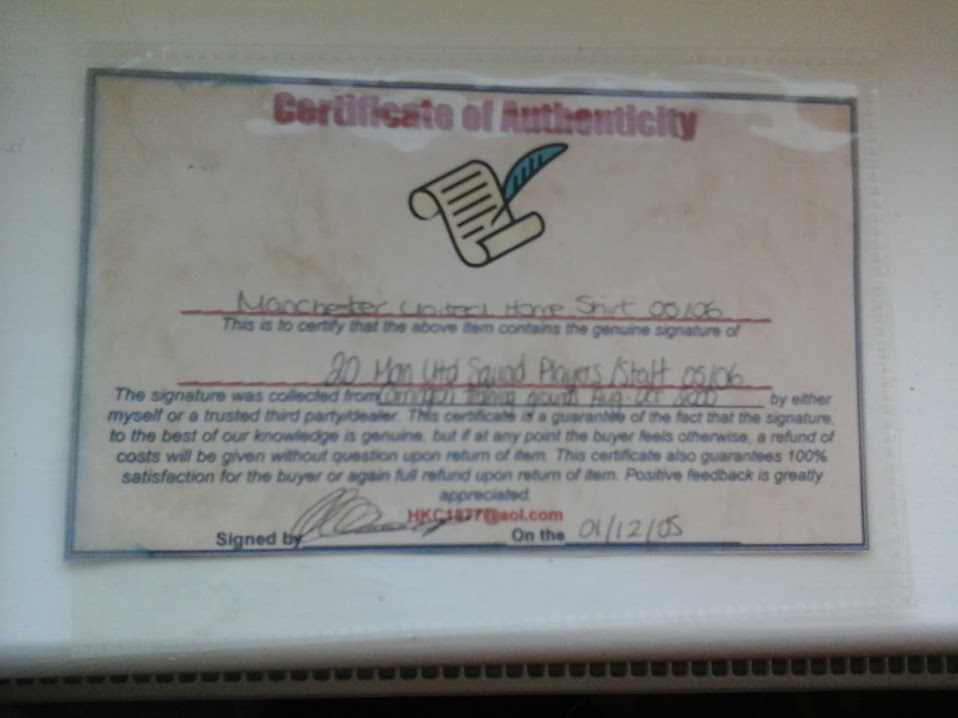 Certificate of Authenticity
Manchester United Home Shirt 05/06
This is to certify that the above item contains the genuine signature of
20 Man Utd Squad Players/Staff 05/06
The signature was collected from training ground Aug-Oct by either
myself or a trusted third party/dealer. This certificate is a guarantee of the fact that the signature,
to the best of our knowledge is genuine, but if at any point the buyer feels otherwise, a refund of
costs will be given without question upon return of item. This certificate also guarantees 100%
satisfaction for the buyer or again full refund upon return of item. Positive feedback is greatly
appreciated.
HKC1877@aol.com
Signed by On the 01/12/05